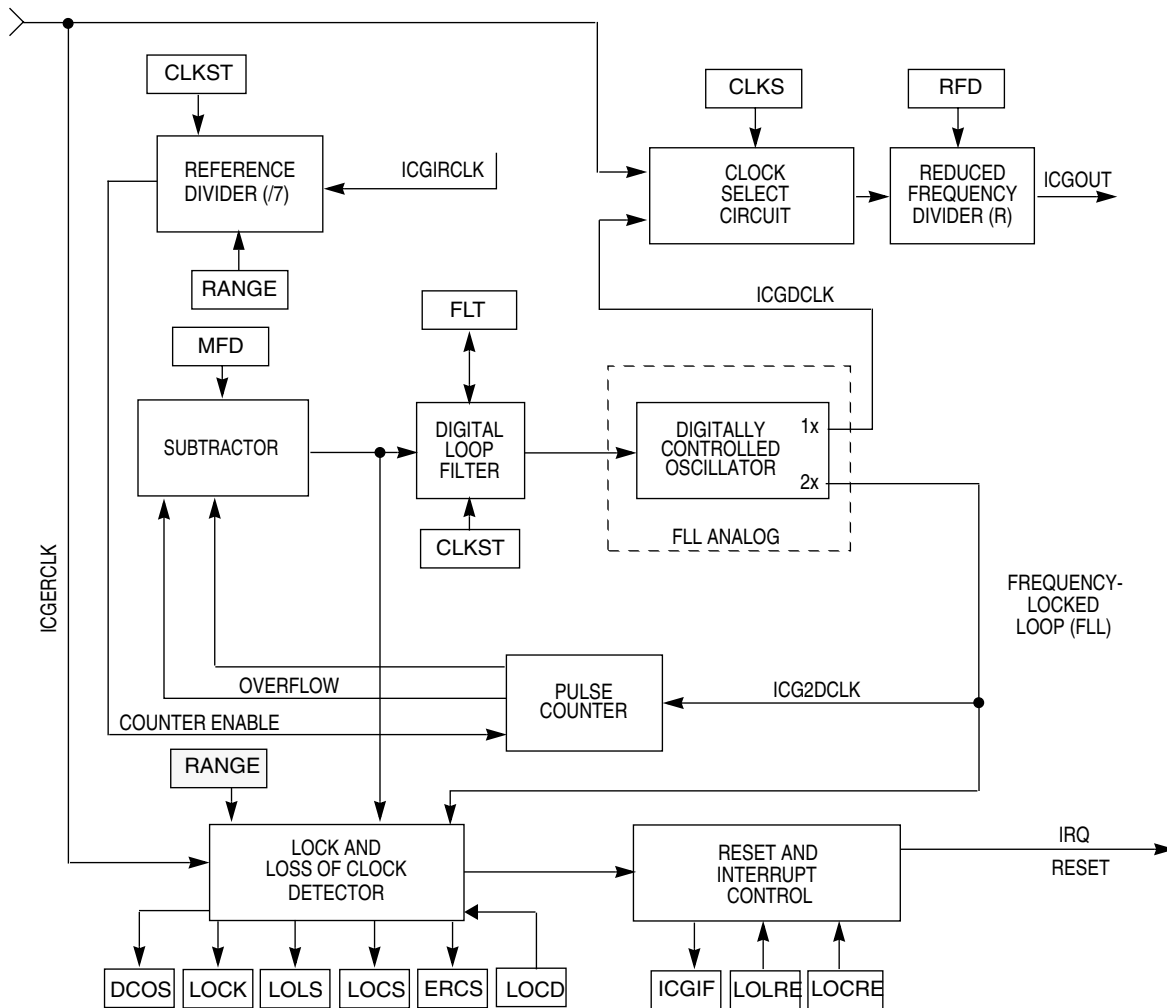 CLKST
CLKS
RFD
REFERENCE
DIVIDER (/7)
ICGIRCLK
CLOCK
SELECT
CIRCUIT
REDUCED
FREQUENCY
DIVIDER (R)
ICGOUT
RANGE
ICGDCLK
FLT
MFD
SUBTRACTOR
DIGITAL
LOOP
FILTER
DIGITALLY
CONTROLLED
OSCILLATOR
1x
2x
FLL ANALOG
CLKST
ICGERCLK
FREQUENCY-
LOCKED
LOOP (FLL)
OVERFLOW
PULSE
COUNTER
ICG2DCLK
COUNTER ENABLE
RANGE
LOCK AND
LOSS OF CLOCK
DETECTOR
RESET AND
INTERRUPT
CONTROL
IRQ
RESET
DCOS
LOCK
LOLS
LOCS
ERCS
LOCD
ICGIF
LOLRE
LOCRE